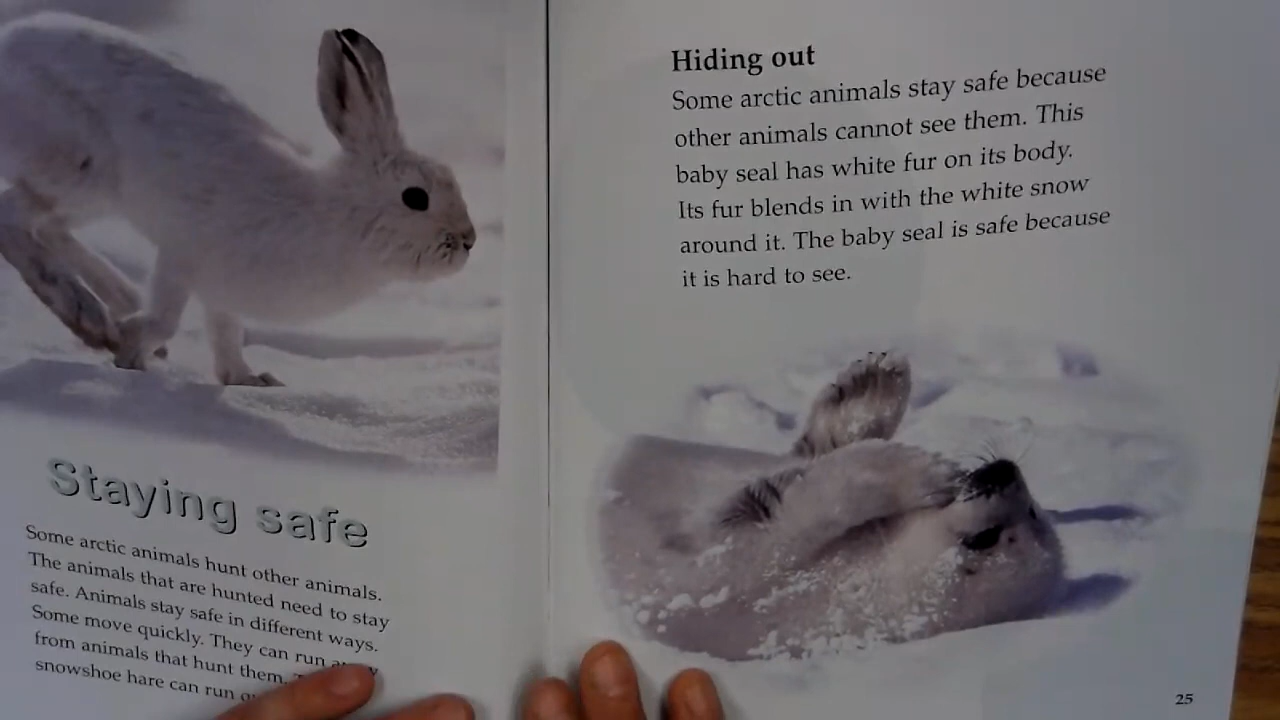 Staying safe
Some arctic animals hunt other animals.
The animals that are hunted need to stay
safe. Animals stay safe in different ways.
Some move quickly. They can run
from animals that hunt them.
snowshoe hare can run
Hiding out
Some arctic animals stay safe because
other animals cannot see them. This
baby seal has white fur on its body.
Its fur blends in with the white snow
around it. The baby seal is safe because
it is hard to see.
25